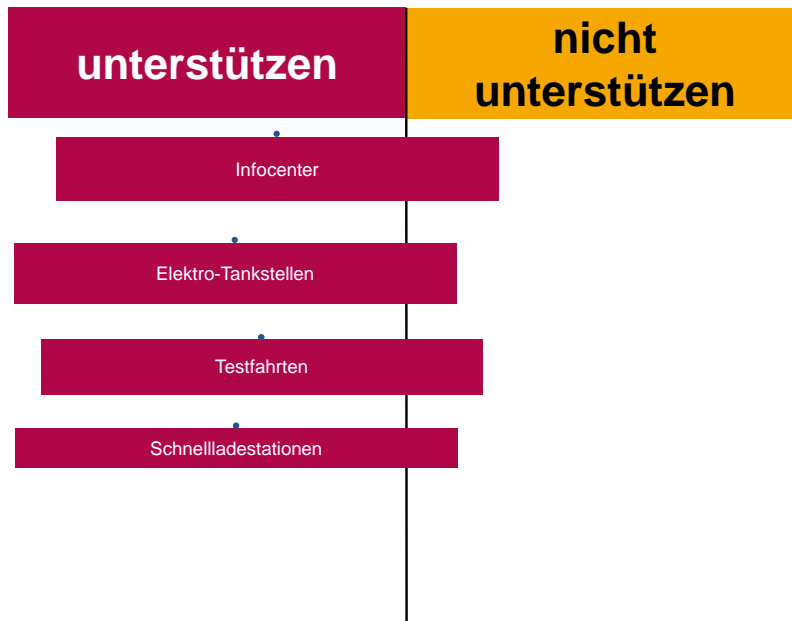 unterstützen
nicht
unterstützen
Infocenter
Elektro-Tankstellen
Testfahrten
Schnellladestationen